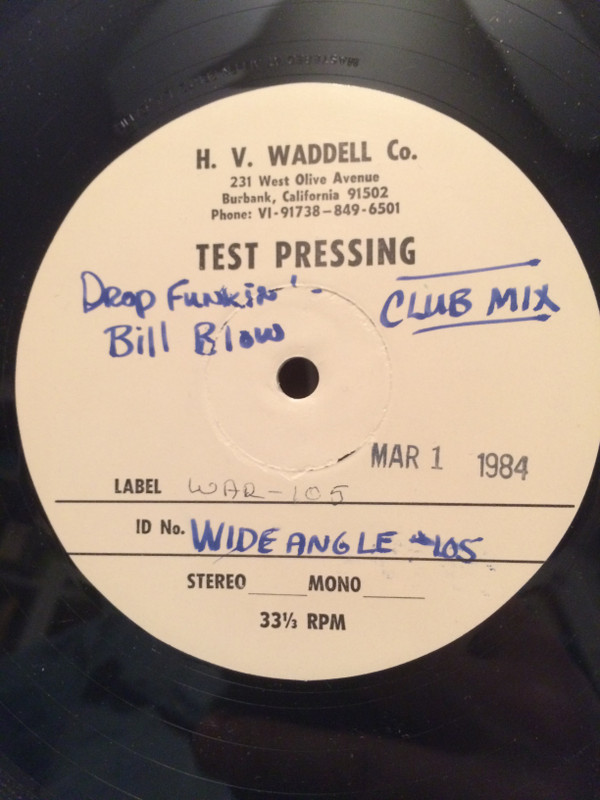 H. V. WADDELL Co.
231 West Olive Avenue
Burbank, California 91502
Phone: VI-91738-849-6501
TEST PRESSING
Drop Funkin'
Bill Blow
CLUB MIX
MAR 1 1984
LABEL WAR-105
ID No. WIDE ANGLE #105
STEREO MONO
33⅓ RPM